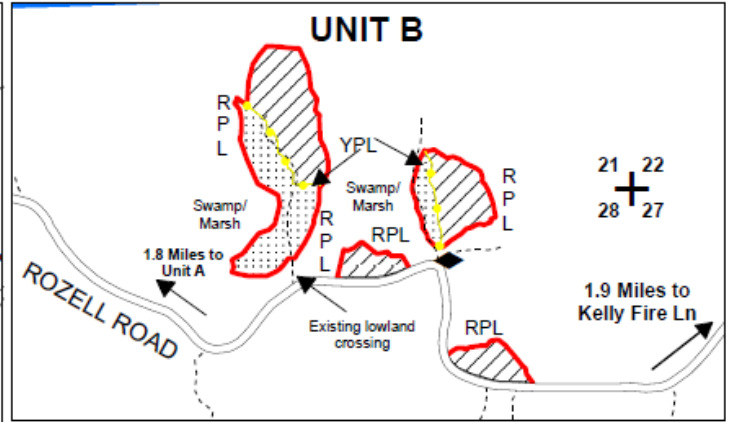 UNIT B
R
P
L
YPL
R
P
L
21 22
28 27
Swamp/
Marsh
Swamp/
Marsh
R
P
L
RPL
1.8 Miles to
Unit A
ROZELL ROAD
Existing lowland
crossing
1.9 Miles to
Kelly Fire Ln
RPL